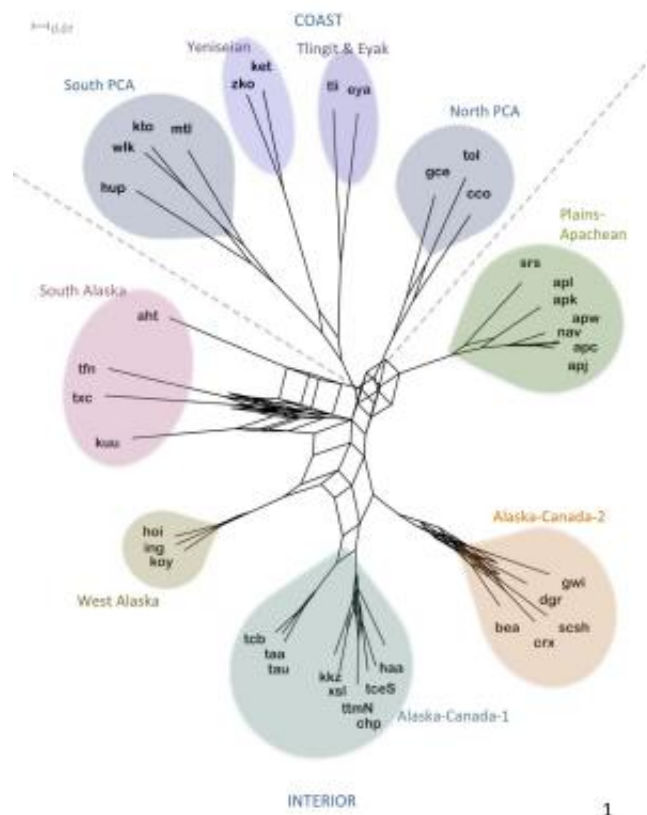 COAST
Yeniseian
Tlingit & Eyak
South PCA
ket
zko
tli
eya
North PCA
kto
mtl
wlk
hup
tol
gce
cco
Plains-
Apachean
srs
apl
apk
apw
nav
apc
apj
South Alaska
aht
tfn
txc
kuu
hoi
ing
koy
West Alaska
Alaska-Canada-2
gwi
dgr
scsh
bea
crx
tcb
taa
tau
haa
kkz
tceS
xsl
ttmN
chp
Alaska-Canada-1
INTERIOR
1